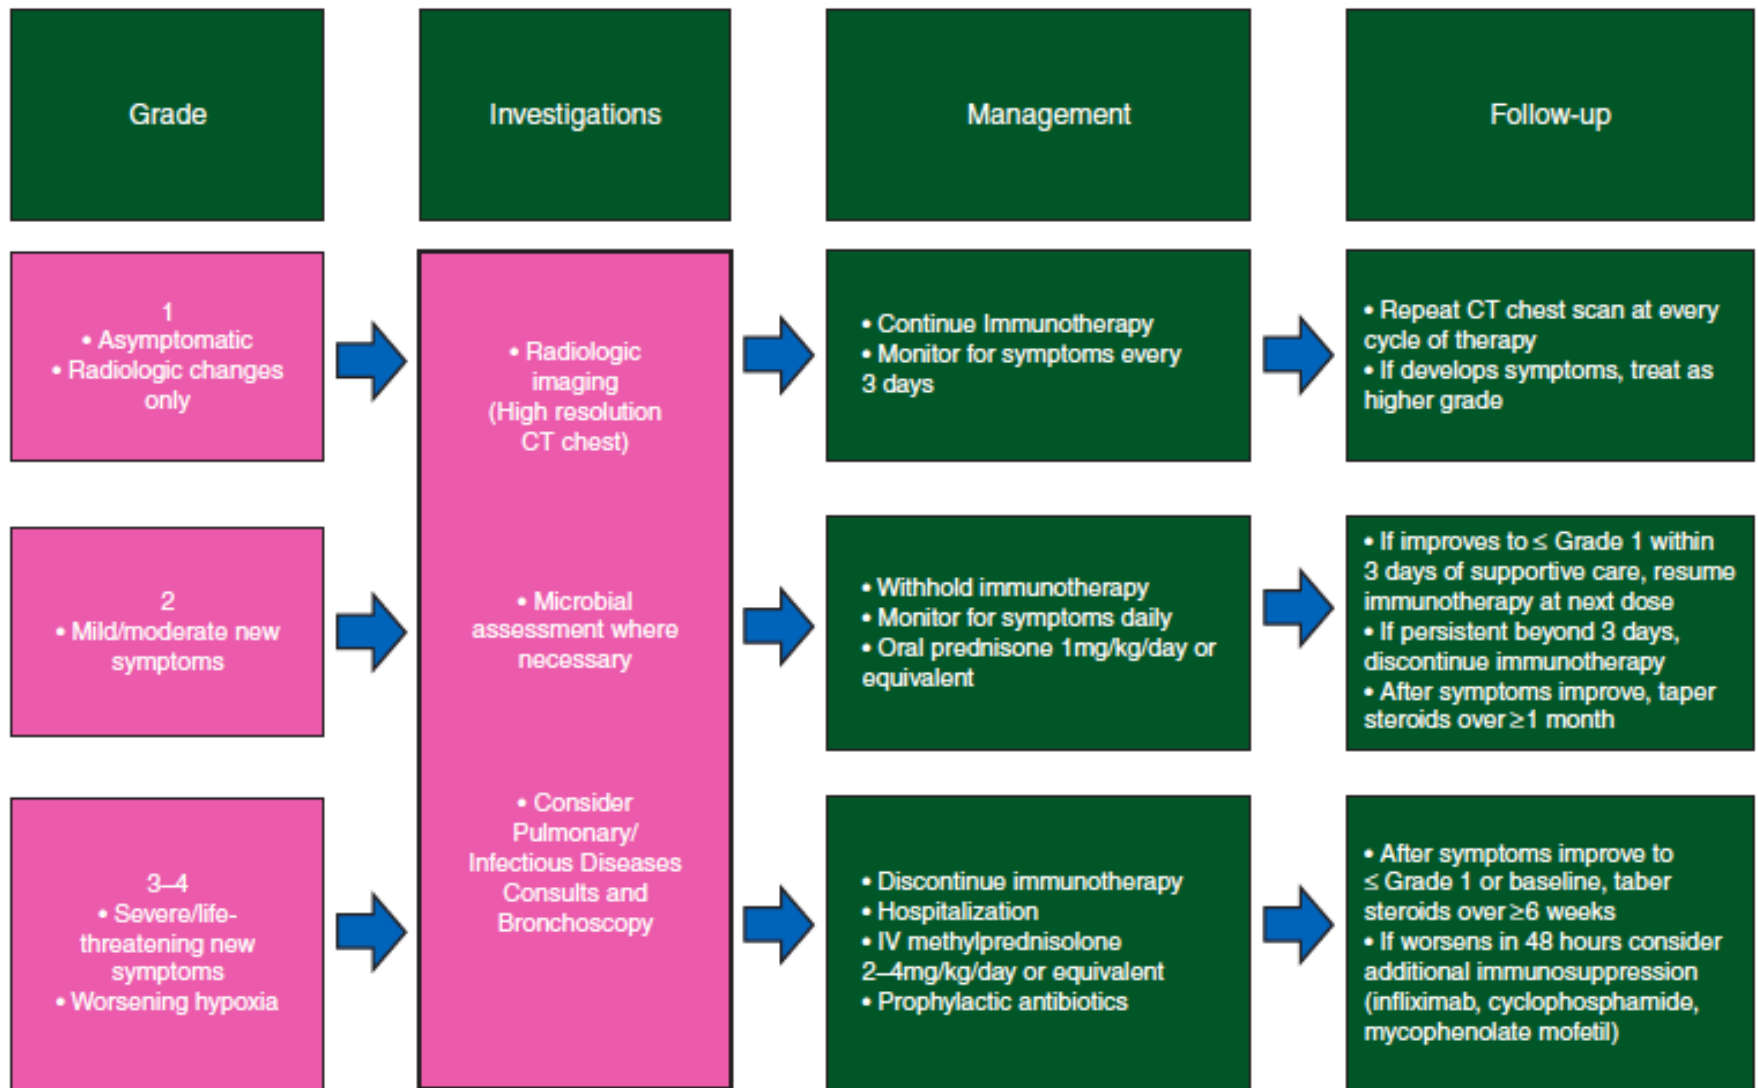 Grade
Investigations
Management
Follow-up
1
• Asymptomatic
• Radiologic changes
only
• Radiologic
imaging
(High resolution
CT chest)
• Continue Immunotherapy
• Monitor for symptoms every
3 days
• Repeat CT chest scan at every
cycle of therapy
• If develops symptoms, treat as
higher grade
2
• Mild/moderate new
symptoms
• Microbial
assessment where
necessary
• Withhold immunotherapy
• Monitor for symptoms daily
• Oral prednisone 1mg/kg/day or
equivalent
• If improves to ≤ Grade 1 within
3 days of supportive care, resume
immunotherapy at next dose
• If persistent beyond 3 days,
discontinue immunotherapy
• After symptoms improve, taper
steroids over ≥1 month
3–4
• Severe/life-
threatening new
symptoms
• Worsening hypoxia
• Consider
Pulmonary/
Infectious Diseases
Consults and
Bronchoscopy
• Discontinue immunotherapy
• Hospitalization
• IV methylprednisolone
2–4mg/kg/day or equivalent
• Prophylactic antibiotics
• After symptoms improve to
≤ Grade 1 or baseline, taber
steroids over ≥6 weeks
• If worsens in 48 hours consider
additional immunosuppression
(infliximab, cyclophosphamide,
mycophenolate mofetil)